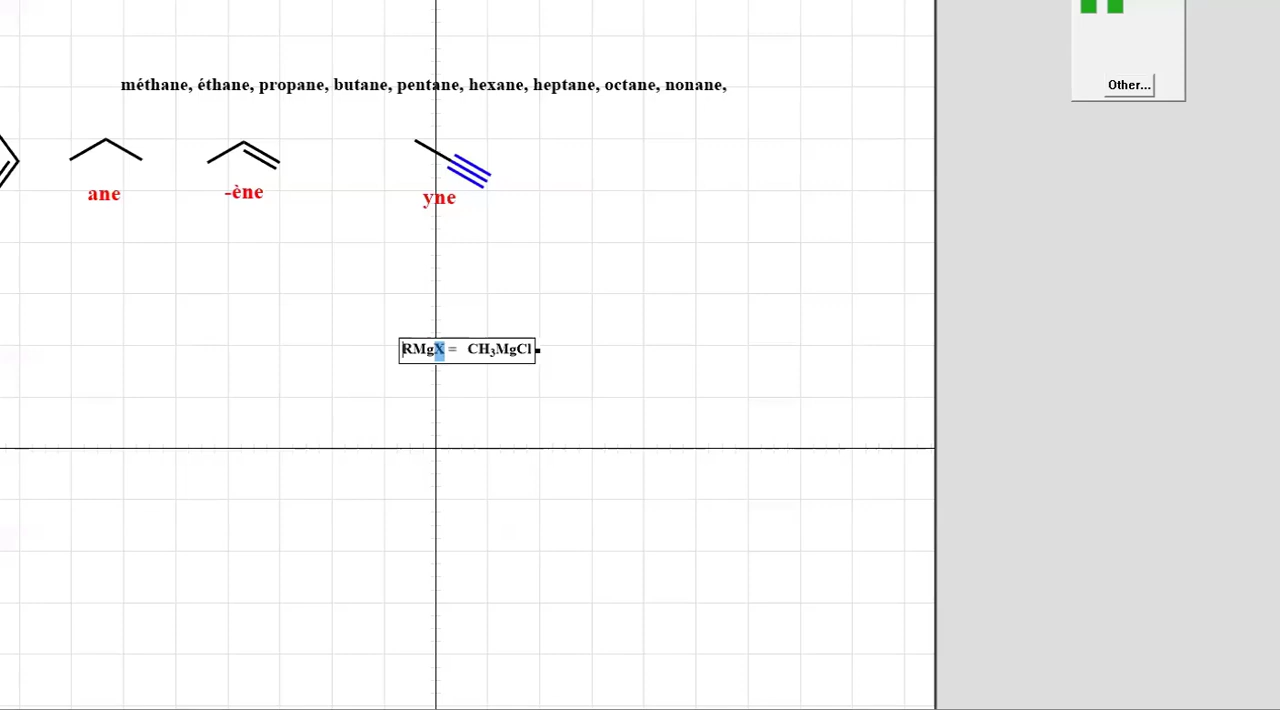 méthane, éthane, propane, butane, pentane, hexane, heptane, octane, nonane,
ane
-ène
yne
RMgX = CH₃MgCl
Other...